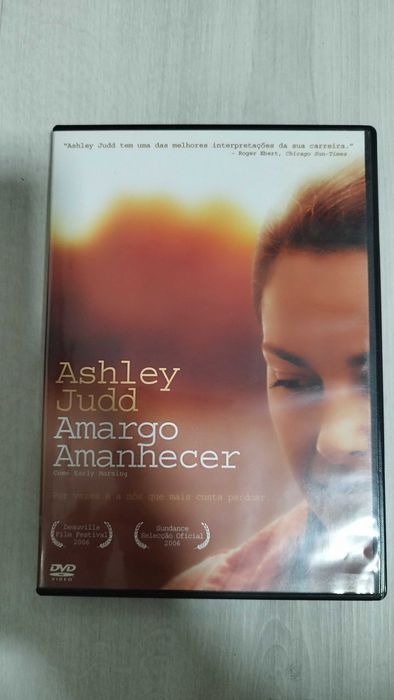 "Ashley Judd tem uma das melhores interpretações da sua carreira."
- Roger Ebert, Chicago Sun-Times
Ashley
Judd
Amargo
Amanhecer
Come Early Morning
Por vezes é a nós que mais custa perdoar.
Deauville
Film Festival
2006
Sundance
Selecção Oficial
2006
DVD
VIDEO